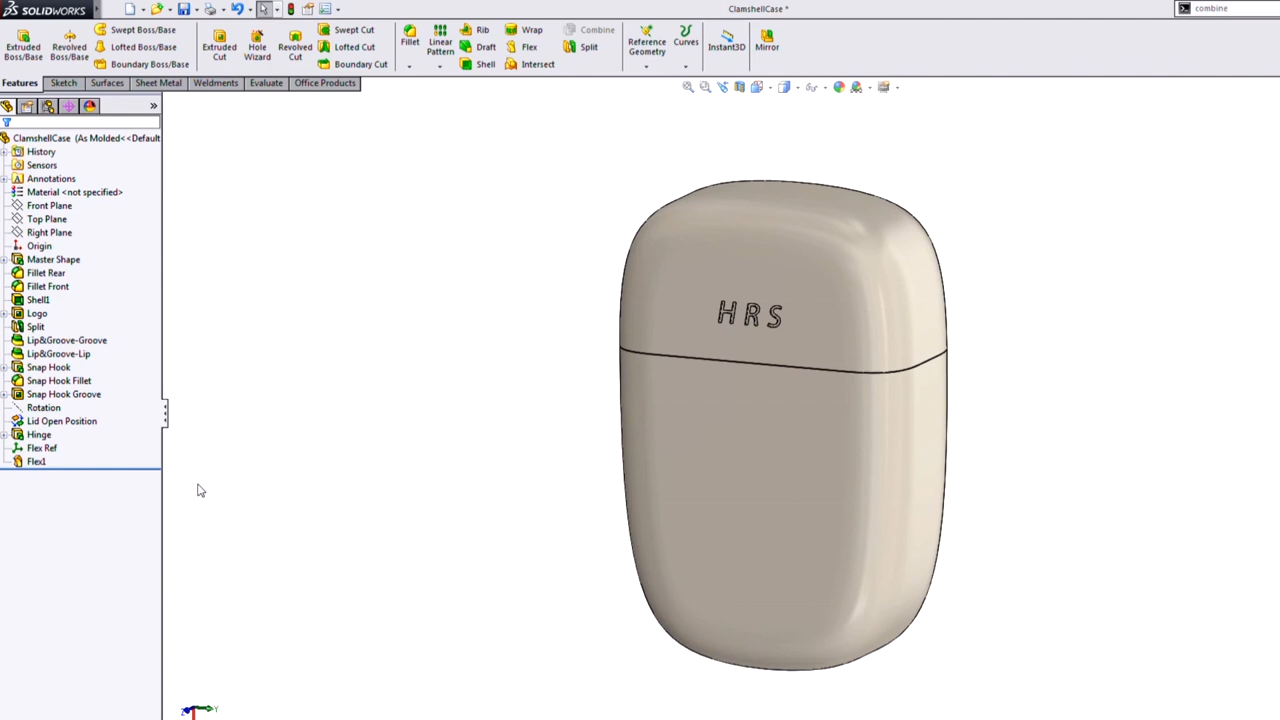 SOLIDWORKS
ClamshellCase *
combine
Extruded Boss/Base
Revolved Boss/Base
Swept Boss/Base
Lofted Boss/Base
Boundary Boss/Base
Extruded Cut
Hole Wizard
Revolved Cut
Swept Cut
Lofted Cut
Boundary Cut
Fillet
Linear Pattern
Rib
Draft
Shell
Wrap
Flex
Intersect
Combine
Split
Reference Geometry
Curves
Instant3D
Mirror
Features
Sketch
Surfaces
Sheet Metal
Weldments
Evaluate
Office Products
ClamshellCase (As Molded<<Default
History
Sensors
Annotations
Material <not specified>
Front Plane
Top Plane
Right Plane
Origin
Master Shape
Fillet Rear
Fillet Front
Shell1
Logo
Split
Lip&Groove-Groove
Lip&Groove-Lip
Snap Hook
Snap Hook Fillet
Snap Hook Groove
Rotation
Lid Open Position
Hinge
Flex Ref
Flex1
HRS
Z
Y